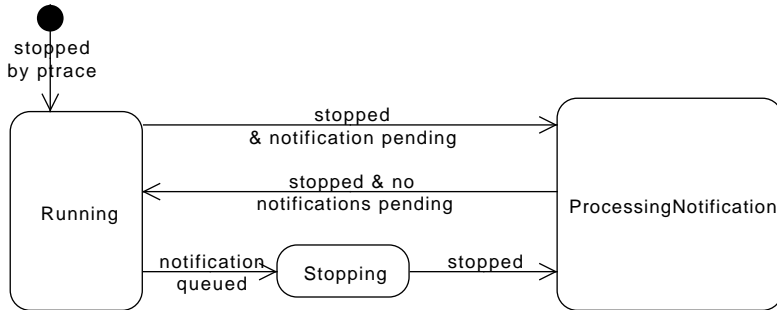 stopped
by ptrace
stopped
& notification pending
stopped & no
notifications pending
Running
ProcessingNotification
notification
queued
Stopping
stopped